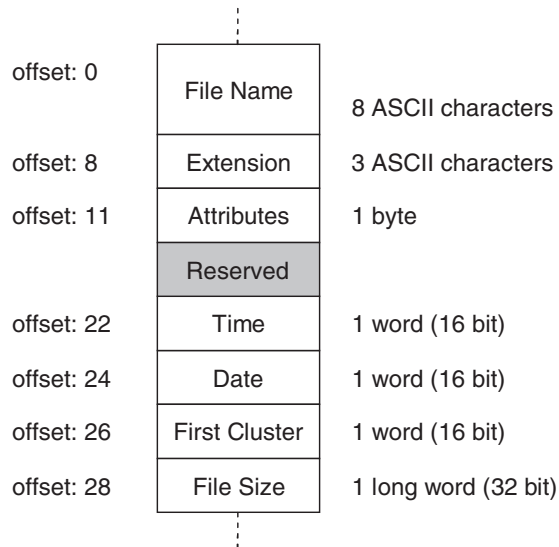 offset: 0
File Name
8 ASCII characters
offset: 8 Extension 3 ASCII characters
offset: 11 Attributes 1 byte
Reserved
offset: 22 Time 1 word (16 bit)
offset: 24 Date 1 word (16 bit)
offset: 26 First Cluster 1 word (16 bit)
offset: 28 File Size 1 long word (32 bit)